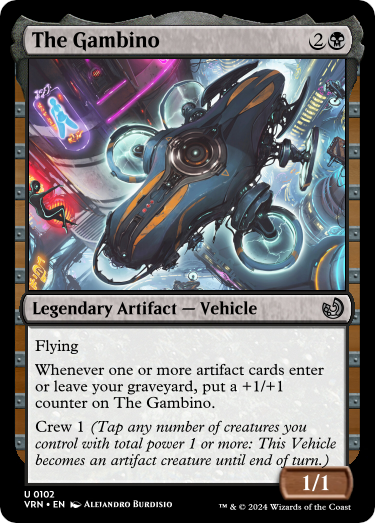 The Gambino 2
Legendary Artifact — Vehicle
Flying
Whenever one or more artifact cards enter
or leave your graveyard, put a +1/+1
counter on The Gambino.
Crew 1 (Tap any number of creatures you
control with total power 1 or more: This Vehicle
becomes an artifact creature until end of turn.)
1/1
U 0102
VRN • EN Alejandro Burdisio
™ & © 2024 Wizards of the Coast